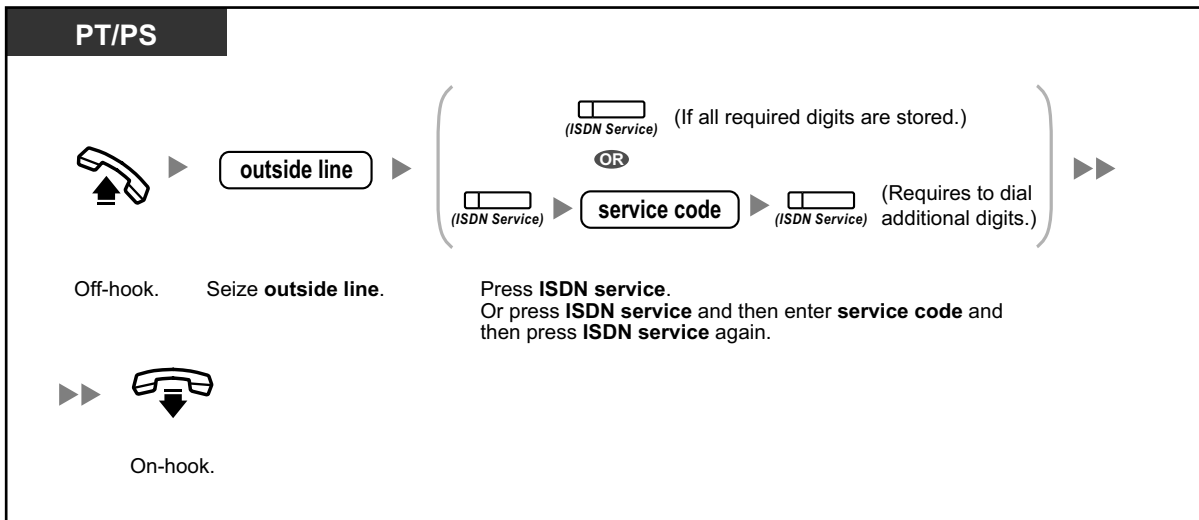 PT/PS
(ISDN Service)
(If all required digits are stored.)
OR
outside line
(ISDN Service)
service code
(ISDN Service)
(Requires to dial
additional digits.)
Off-hook.
Seize outside line.
Press ISDN service.
Or press ISDN service and then enter service code and
then press ISDN service again.
On-hook.